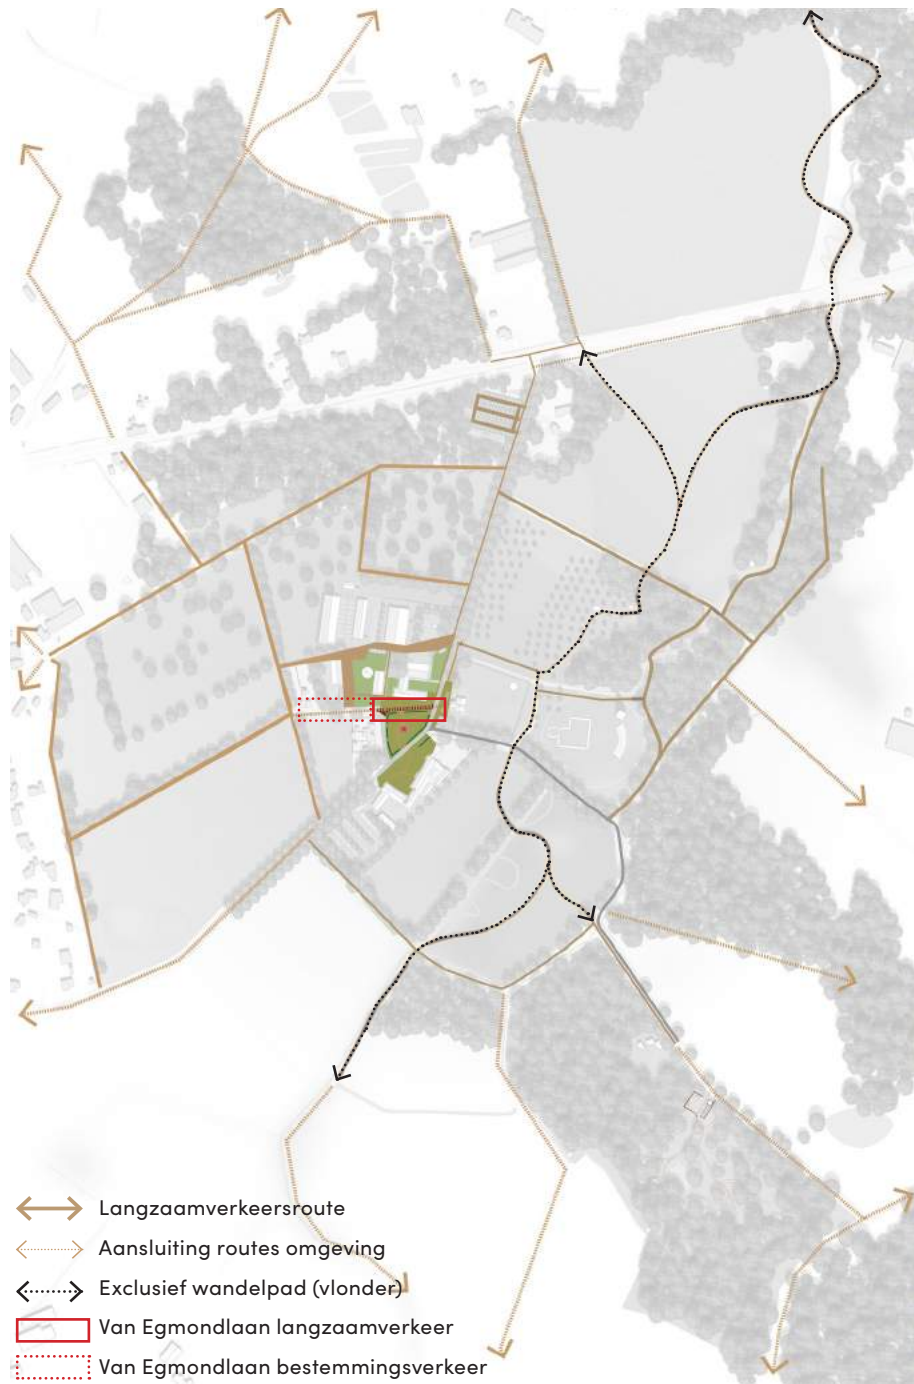 Langzaamverkeersroute
Aansluiting routes omgeving
Exclusief wandelpad (vlonder)
Van Egmondlaan langzaamverkeer
Van Egmondlaan bestemmingsverkeer